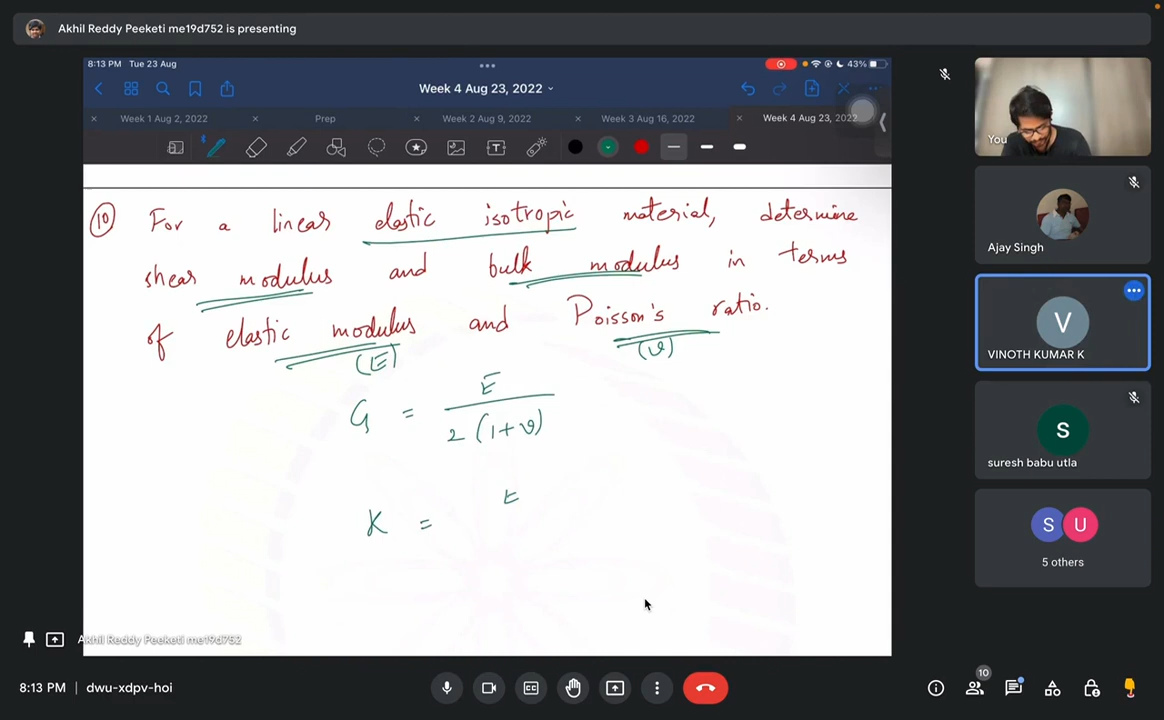 Akhil Reddy Peeketi me19d752 is presenting
8:13 PM Tue 23 Aug
43%
Week 4 Aug 23, 2022
Week 1 Aug 2, 2022
Prep
Week 2 Aug 9, 2022
Week 3 Aug 16, 2022
Week 4 Aug 23, 202
⑩ For a linear elastic isotropic material, determine
shear modulus and bulk modulus in terms
of elastic modulus and Poisson's ratio.
(E) (ν)
G = E / 2(1+ν)
K = E
You
Ajay Singh
V
VINOTH KUMAR K
S
suresh babu utla
S U
5 others
Akhil Reddy Peeketi me19d752
8:13 PM | dwu-xdpv-hoi
10